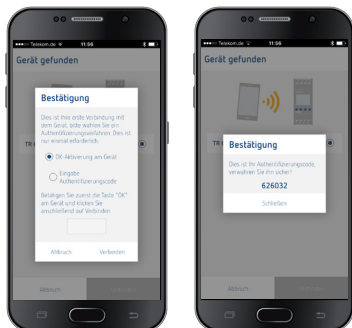 Telekom.de 11:56
Gerät gefunden
Bestätigung
Dies ist Ihre erste Verbindung mit
dem Gerät, bitte wählen Sie ein
Authentifizierungsverfahren. Dies ist
nur einmal erforderlich.
OK-Aktivierung am Gerät
Eingabe
Authentifizierungscode
Betätigen Sie zuerst die Taste "OK"
am Gerät und klicken Sie
anschließend auf Verbinden
Abbruch Verbinden
Abbruch Verbinden
Telekom.de 11:56
Gerät gefunden
TR
Bestätigung
Dies ist Ihr Authentifizierungscode,
verwahren Sie ihn sicher!
626032
Schließen
Abbruch